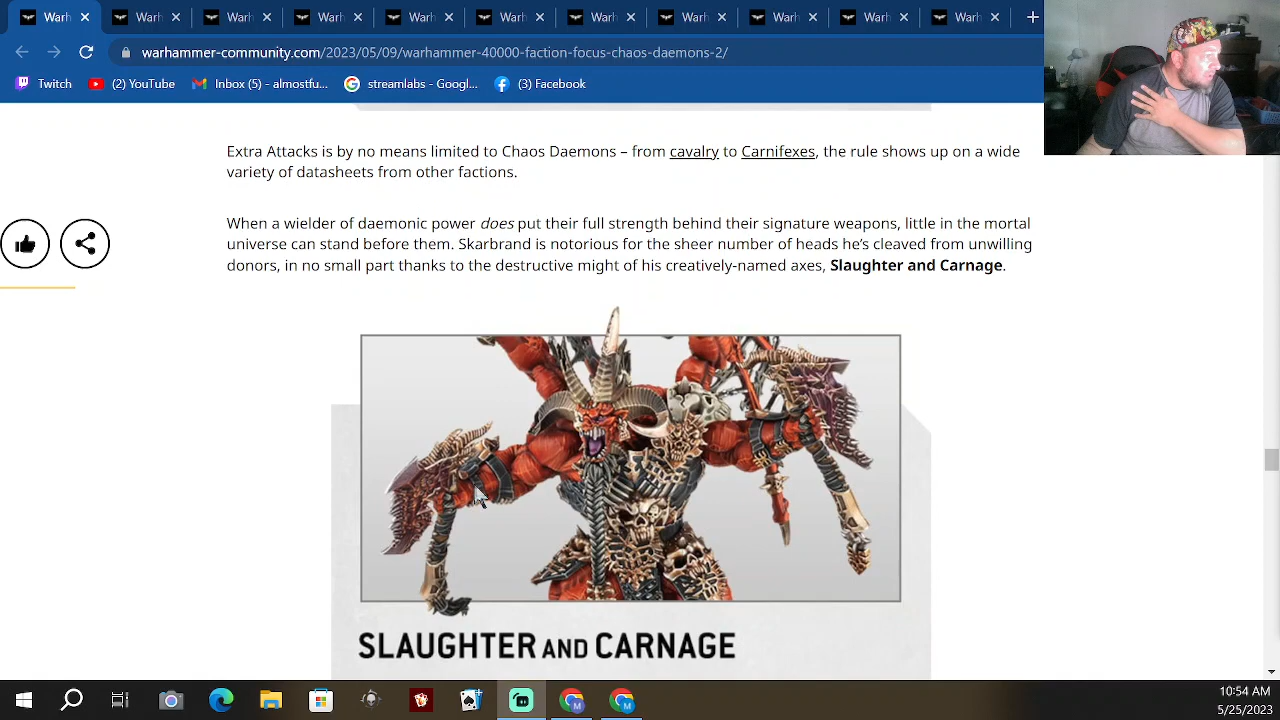 Warh Warh Warh Warh Warh Warh Warh Warh Warh Warh Warh
warhammer-community.com/2023/05/09/warhammer-40000-faction-focus-chaos-daemons-2/
Twitch (2) YouTube Inbox (5) - almostfu... streamlabs - Googl... (3) Facebook
Extra Attacks is by no means limited to Chaos Daemons – from cavalry to Carnifexes, the rule shows up on a wide
variety of datasheets from other factions.
When a wielder of daemonic power does put their full strength behind their signature weapons, little in the mortal
universe can stand before them. Skarbrand is notorious for the sheer number of heads he's cleaved from unwilling
donors, in no small part thanks to the destructive might of his creatively-named axes, Slaughter and Carnage.
SLAUGHTER AND CARNAGE
10:54 AM
5/25/2023